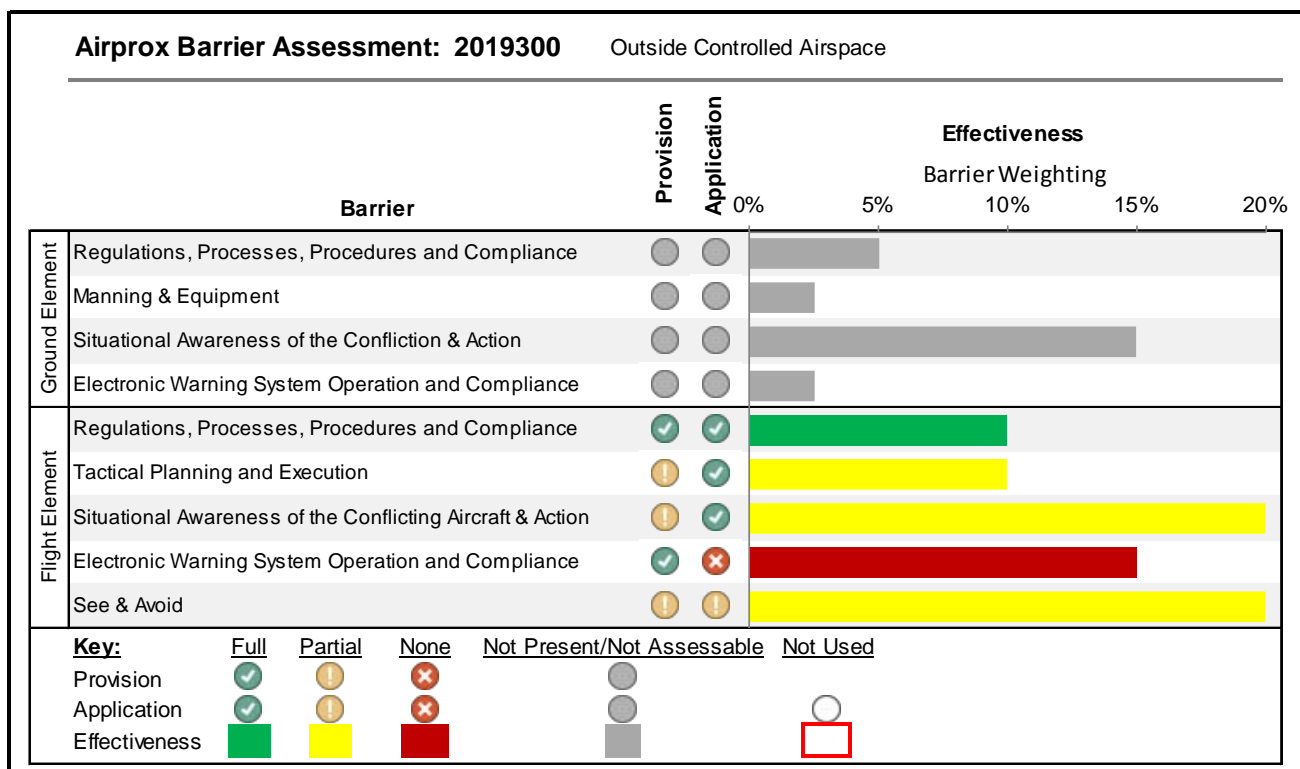 Airprox Barrier Assessment: 2019300 Outside Controlled Airspace
Provision
Application
Effectiveness
Barrier Weighting
Barrier
0% 5% 10% 15% 20%
Ground Element
Regulations, Processes, Procedures and Compliance
Manning & Equipment
Situational Awareness of the Confliction & Action
Electronic Warning System Operation and Compliance
Flight Element
Regulations, Processes, Procedures and Compliance
Tactical Planning and Execution
Situational Awareness of the Conflicting Aircraft & Action
Electronic Warning System Operation and Compliance
See & Avoid
Key: Full Partial None Not Present/Not Assessable Not Used
Provision
Application
Effectiveness